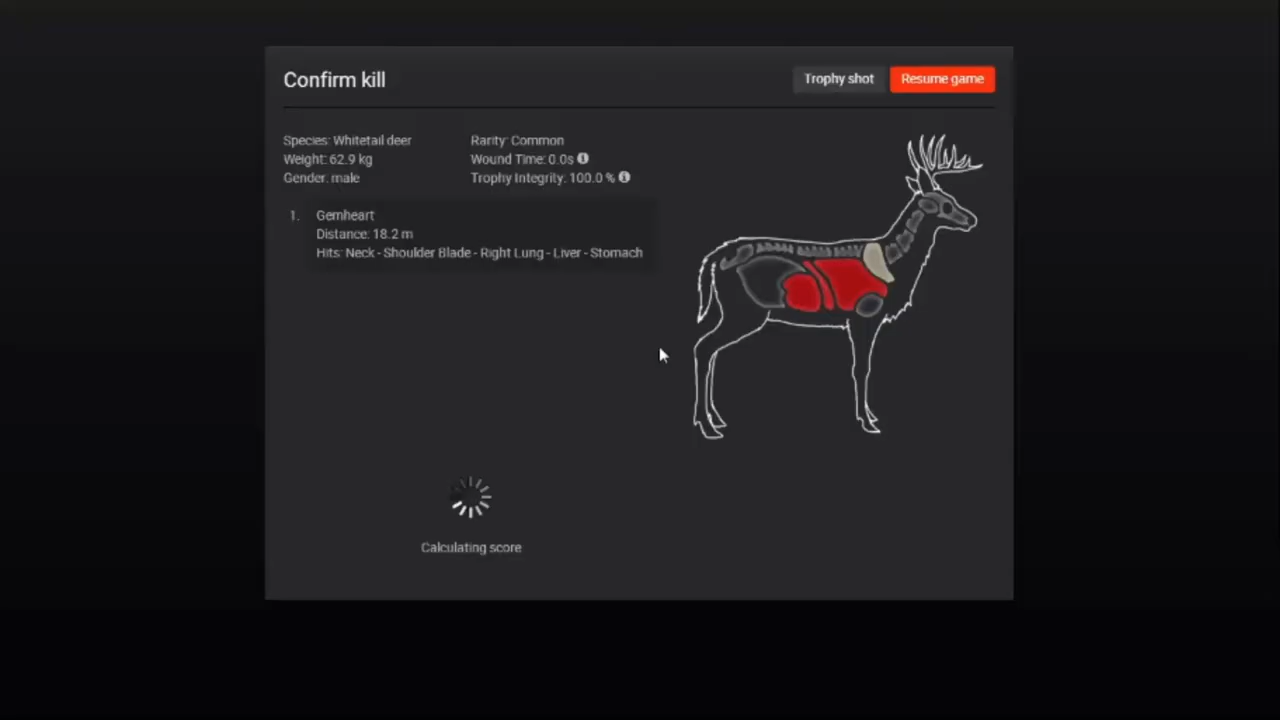 Confirm kill
Trophy shot
Resume game
Species: Whitetail deer
Weight: 62.9 kg
Gender: male
Rarity: Common
Wound Time: 0.0s
Trophy Integrity: 100.0 %
1. Gemheart
Distance: 18.2 m
Hits: Neck - Shoulder Blade - Right Lung - Liver - Stomach
Calculating score